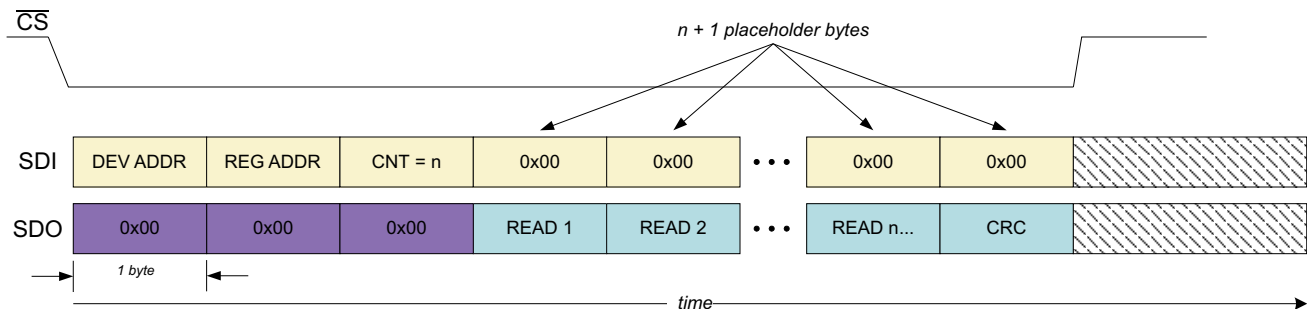 CS
n + 1 placeholder bytes
SDI DEV ADDR REG ADDR CNT = n 0x00 0x00 • • • 0x00 0x00
SDO 0x00 0x00 0x00 READ 1 READ 2 • • • READ n... CRC
1 byte
time